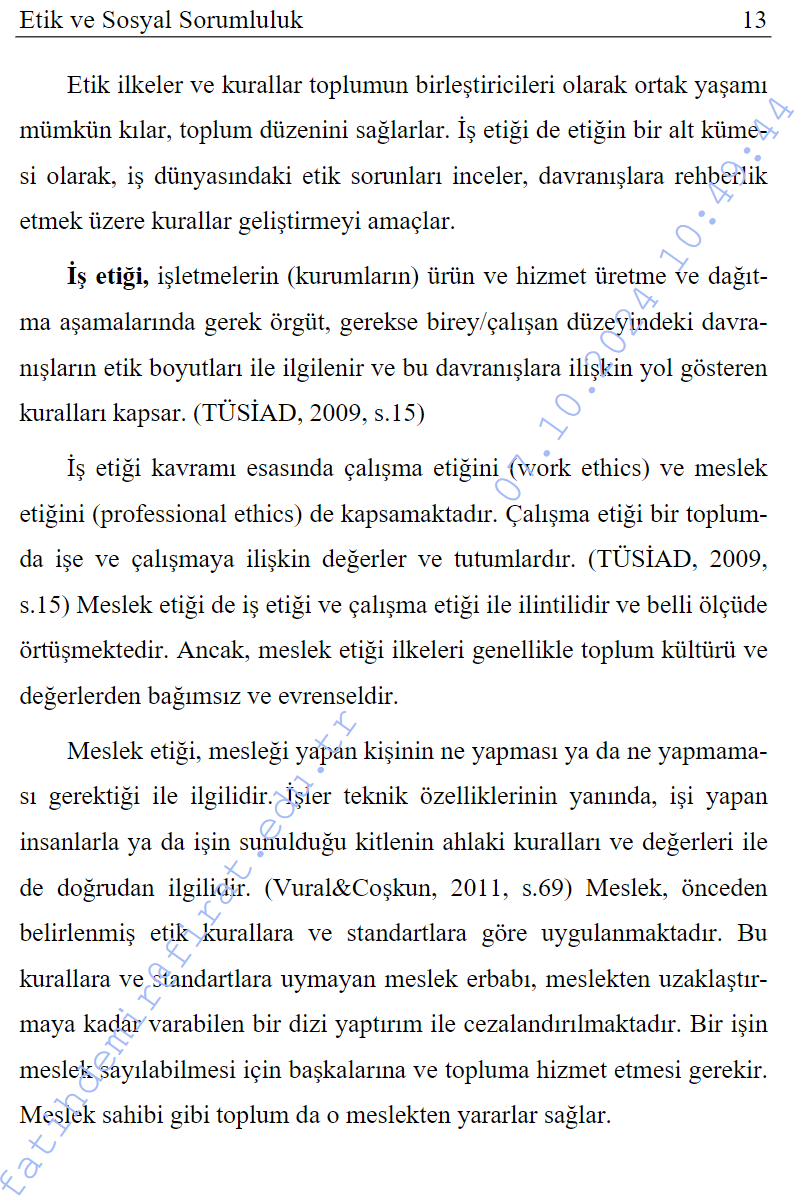 Etik ve Sosyal Sorumluluk 13
Etik ilkeler ve kurallar toplumun birleştiricileri olarak ortak yaşamı
mümkün kılar, toplum düzenini sağlarlar. İş etiği de etiğin bir alt küme-
si olarak, iş dünyasındaki etik sorunları inceler, davranışlara rehberlik
etmek üzere kurallar geliştirmeyi amaçlar.
İş etiği, işletmelerin (kurumların) ürün ve hizmet üretme ve dağıt-
ma aşamalarında gerek örgüt, gerekse birey/çalışan düzeyindeki davra-
nışların etik boyutları ile ilgilenir ve bu davranışlara ilişkin yol gösteren
kuralları kapsar. (TÜSİAD, 2009, s.15)
İş etiği kavramı esasında çalışma etiğini (work ethics) ve meslek
etiğini (professional ethics) de kapsamaktadır. Çalışma etiği bir toplum-
da işe ve çalışmaya ilişkin değerler ve tutumlardır. (TÜSİAD, 2009,
s.15) Meslek etiği de iş etiği ve çalışma etiği ile ilintilidir ve belli ölçüde
örtüşmektedir. Ancak, meslek etiği ilkeleri genellikle toplum kültürü ve
değerlerden bağımsız ve evrenseldir.
Meslek etiği, mesleği yapan kişinin ne yapması ya da ne yapmama-
sı gerektiği ile ilgilidir. İşler teknik özelliklerinin yanında, işi yapan
insanlarla ya da işin sunulduğu kitlenin ahlaki kuralları ve değerleri ile
de doğrudan ilgilidir. (Vural&Coşkun, 2011, s.69) Meslek, önceden
belirlenmiş etik kurallara ve standartlara göre uygulanmaktadır. Bu
kurallara ve standartlara uymayan meslek erbabı, meslekten uzaklaştır-
maya kadar varabilen bir dizi yaptırım ile cezalandırılmaktadır. Bir işin
meslek sayılabilmesi için başkalarına ve topluma hizmet etmesi gerekir.
Meslek sahibi gibi toplum da o meslekten yararlar sağlar.
fatihdemir@firat.edu.tr
07.10.2024 10:49:44